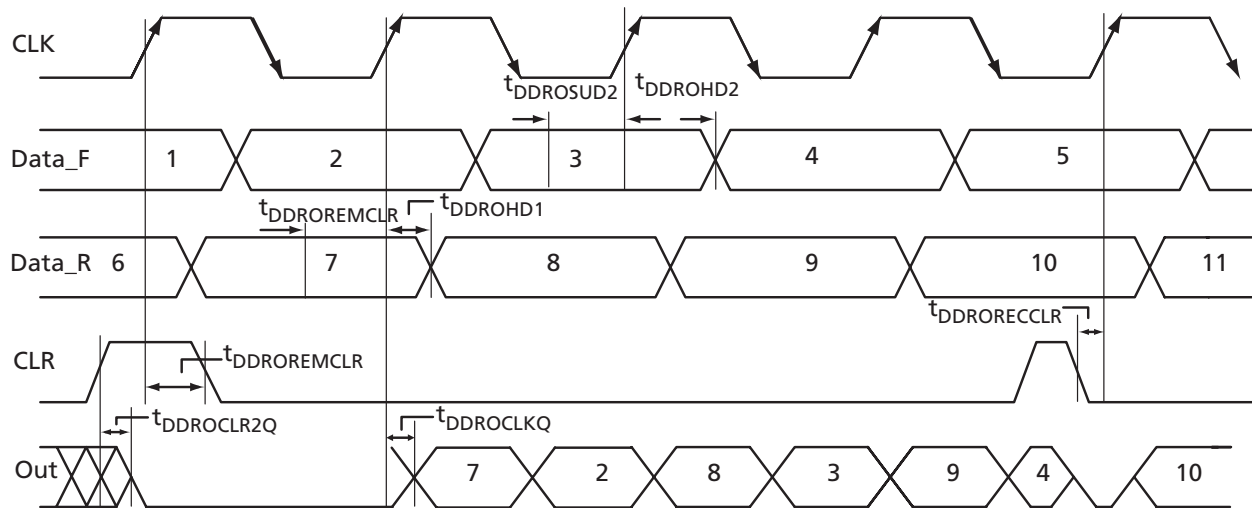 CLK
tDDROSUD2 tDDROHD2
Data_F 1 2 3 4 5
tDDROREMCLR tDDROHD1
Data_R 6 7 8 9 10 11
tDDRORECCLR
CLR tDDROREMCLR
tDDROCLR2Q tDDROCLKQ
Out 7 2 8 3 9 4 10